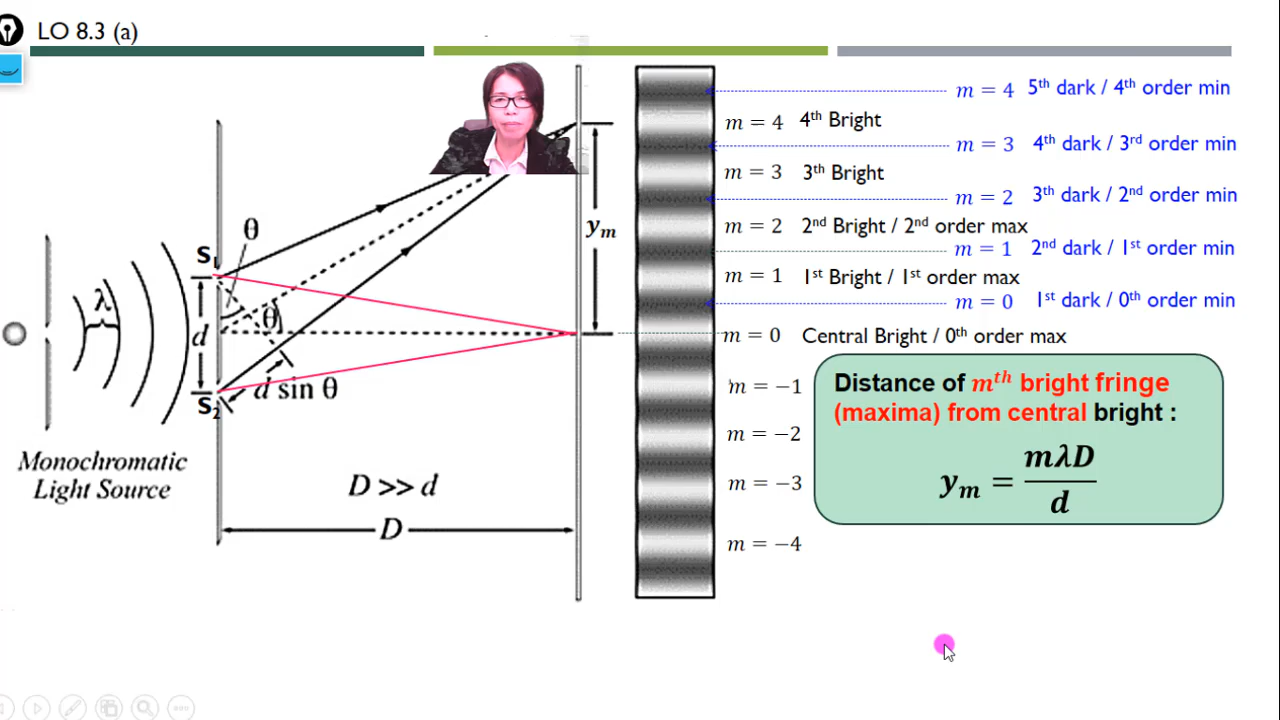 LO 8.3 (a)
m = 4 5th dark / 4th order min
m = 4 4th Bright
m = 3 4th dark / 3rd order min
m = 3 3th Bright
m = 2 3th dark / 2nd order min
m = 2 2nd Bright / 2nd order max
m = 1 2nd dark / 1st order min
m = 1 1st Bright / 1st order max
m = 0 1st dark / 0th order min
m = 0 Central Bright / 0th order max
m = −1
m = −2
m = −3
m = −4
θ
S1
ym
λ
d
θ
d sin θ
S2
Monochromatic
Light Source
D >> d
D
Distance of mth bright fringe
(maxima) from central bright :
ym = mλD / d